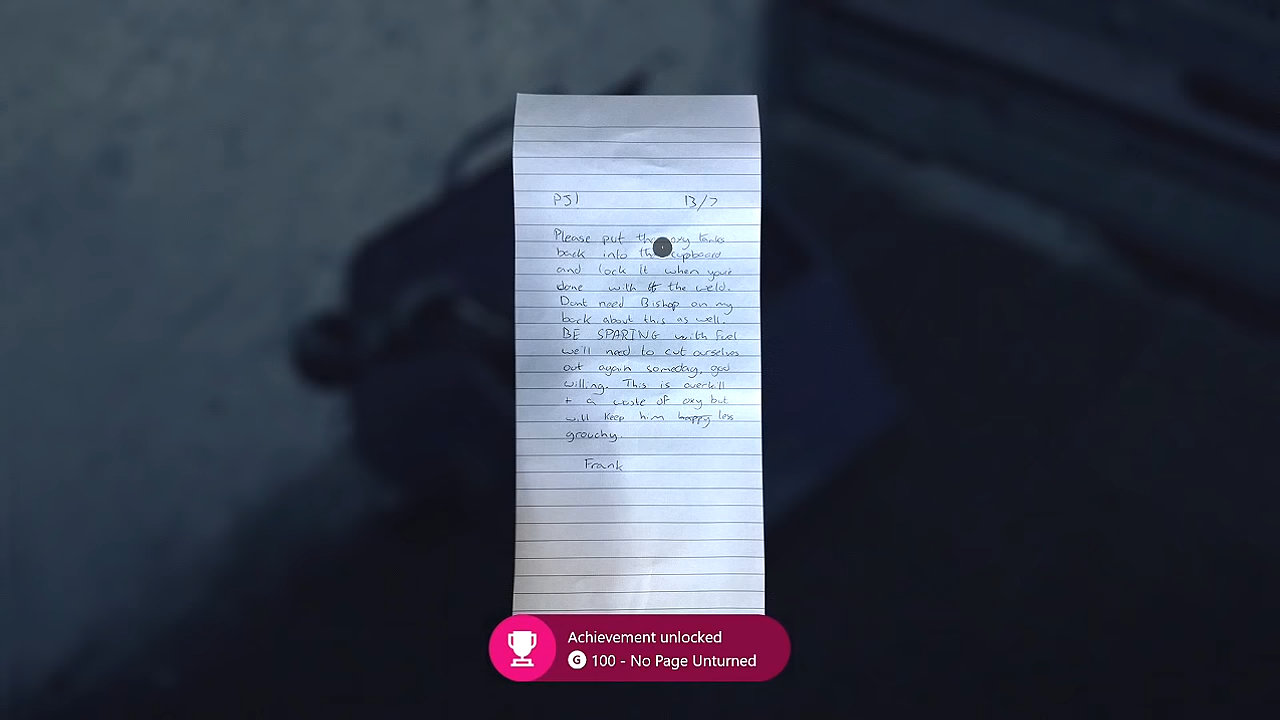 PJ! 13/7
Please put the oxy tanks
back into the cupboard
and lock it when you're
done with the weld.
Dont need Bishop on my
back about this as well.
BE SPARING with fuel
we'll need to cut ourselves
out again someday, god
willing. This is overkill
+ a waste of oxy but
will keep him happy less
grouchy.
Frank
Achievement unlocked
G 100 - No Page Unturned